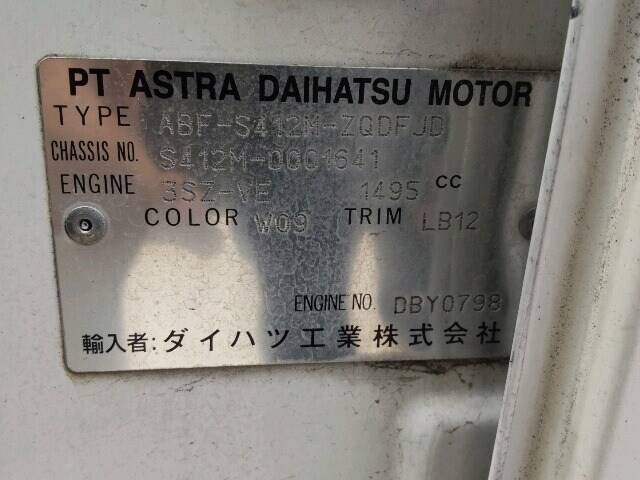 PT ASTRA DAIHATSU MOTOR
TYPE ABF-S412M-ZQDFJD
CHASSIS NO. S412M-0001641
ENGINE 3SZ-VE 1495 CC
COLOR W09 TRIM LB12
ENGINE NO. DBY0798
輸入者: ダイハツ工業株式会社